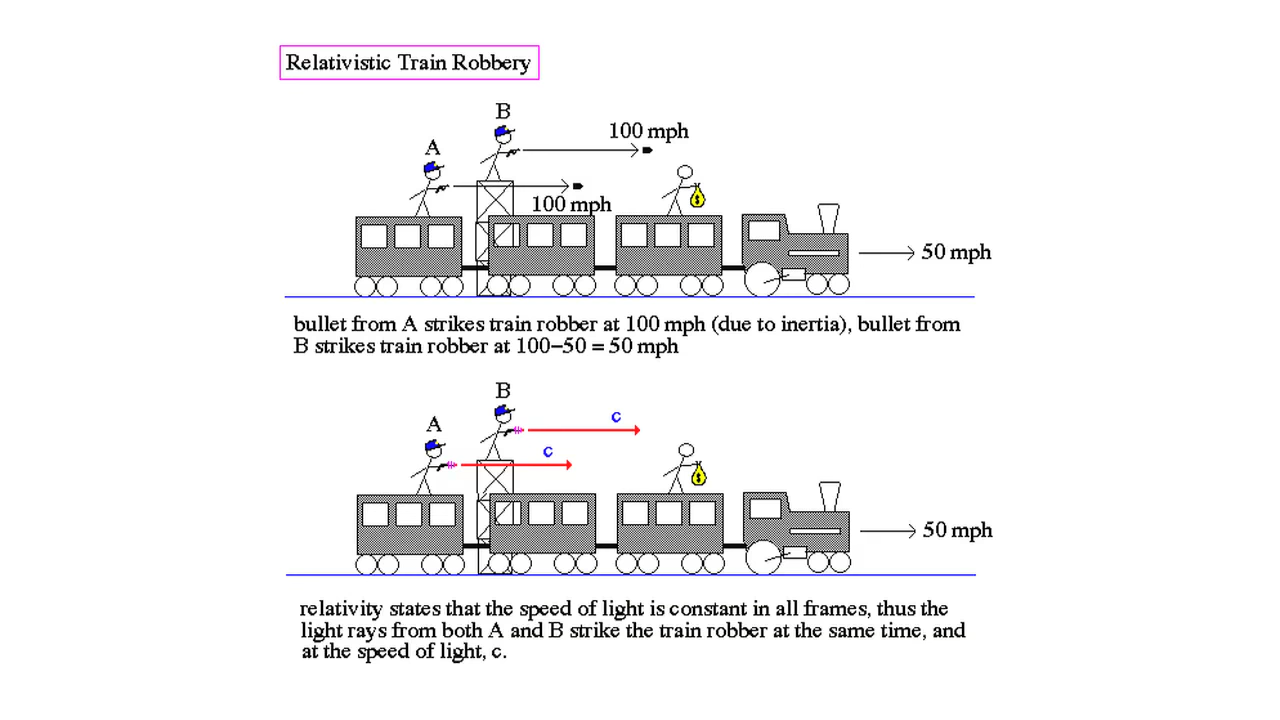 Relativistic Train Robbery
B
100 mph
A
100 mph
50 mph
$
bullet from A strikes train robber at 100 mph (due to inertia), bullet from
B strikes train robber at 100−50 = 50 mph
B
c
A
c
$
50 mph
relativity states that the speed of light is constant in all frames, thus the
light rays from both A and B strike the train robber at the same time, and
at the speed of light, c.